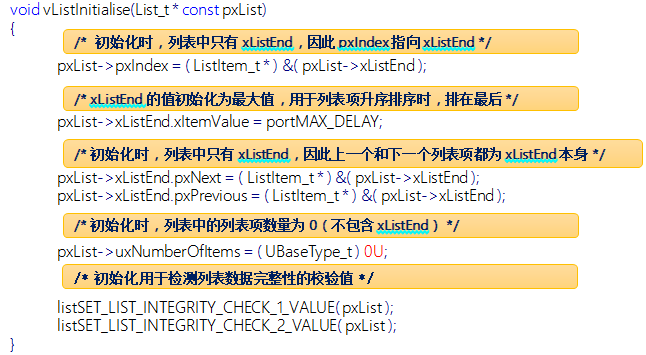 void vListInitialise(List_t * const pxList)
{
/* 初始化时，列表中只有 xListEnd，因此 pxIndex 指向 xListEnd */
pxList->pxIndex = ( ListItem_t * ) &( pxList->xListEnd );
/* xListEnd 的值初始化为最大值，用于列表项升序排序时，排在最后 */
pxList->xListEnd.xItemValue = portMAX_DELAY;
/* 初始化时，列表中只有 xListEnd，因此上一个和下一个列表项都为 xListEnd 本身 */
pxList->xListEnd.pxNext = ( ListItem_t * ) &( pxList->xListEnd );
pxList->xListEnd.pxPrevious = ( ListItem_t * ) &( pxList->xListEnd );
/* 初始化时，列表中的列表项数量为 0（不包含 xListEnd） */
pxList->uxNumberOfItems = ( UBaseType_t ) 0U;
/* 初始化用于检测列表数据完整性的校验值 */
listSET_LIST_INTEGRITY_CHECK_1_VALUE( pxList );
listSET_LIST_INTEGRITY_CHECK_2_VALUE( pxList );
}